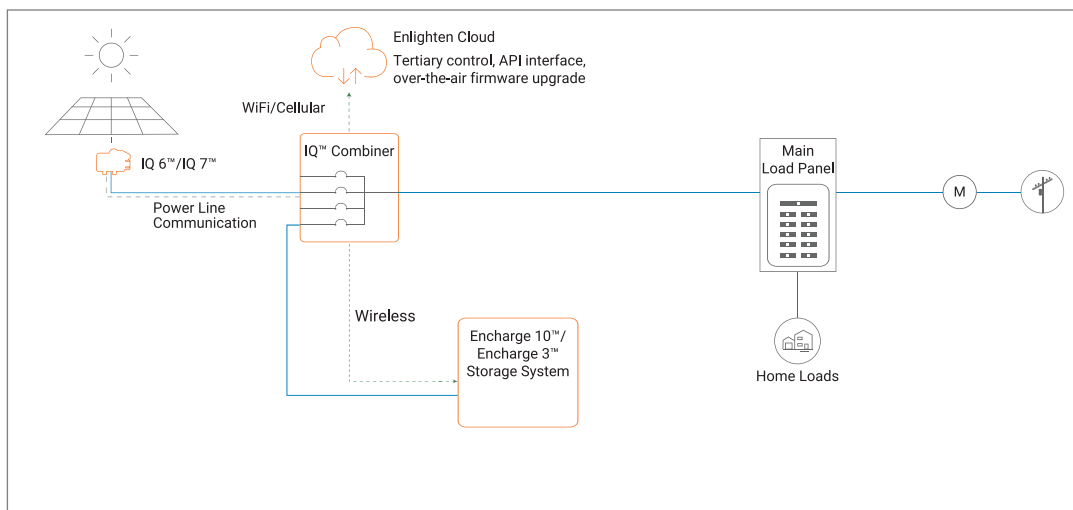 Enlighten Cloud
Tertiary control, API interface,
over-the-air firmware upgrade
WiFi/Cellular
IQ™ Combiner
IQ 6™/IQ 7™
Power Line
Communication
Main
Load Panel
M
Wireless
Encharge 10™/
Encharge 3™
Storage System
Home Loads